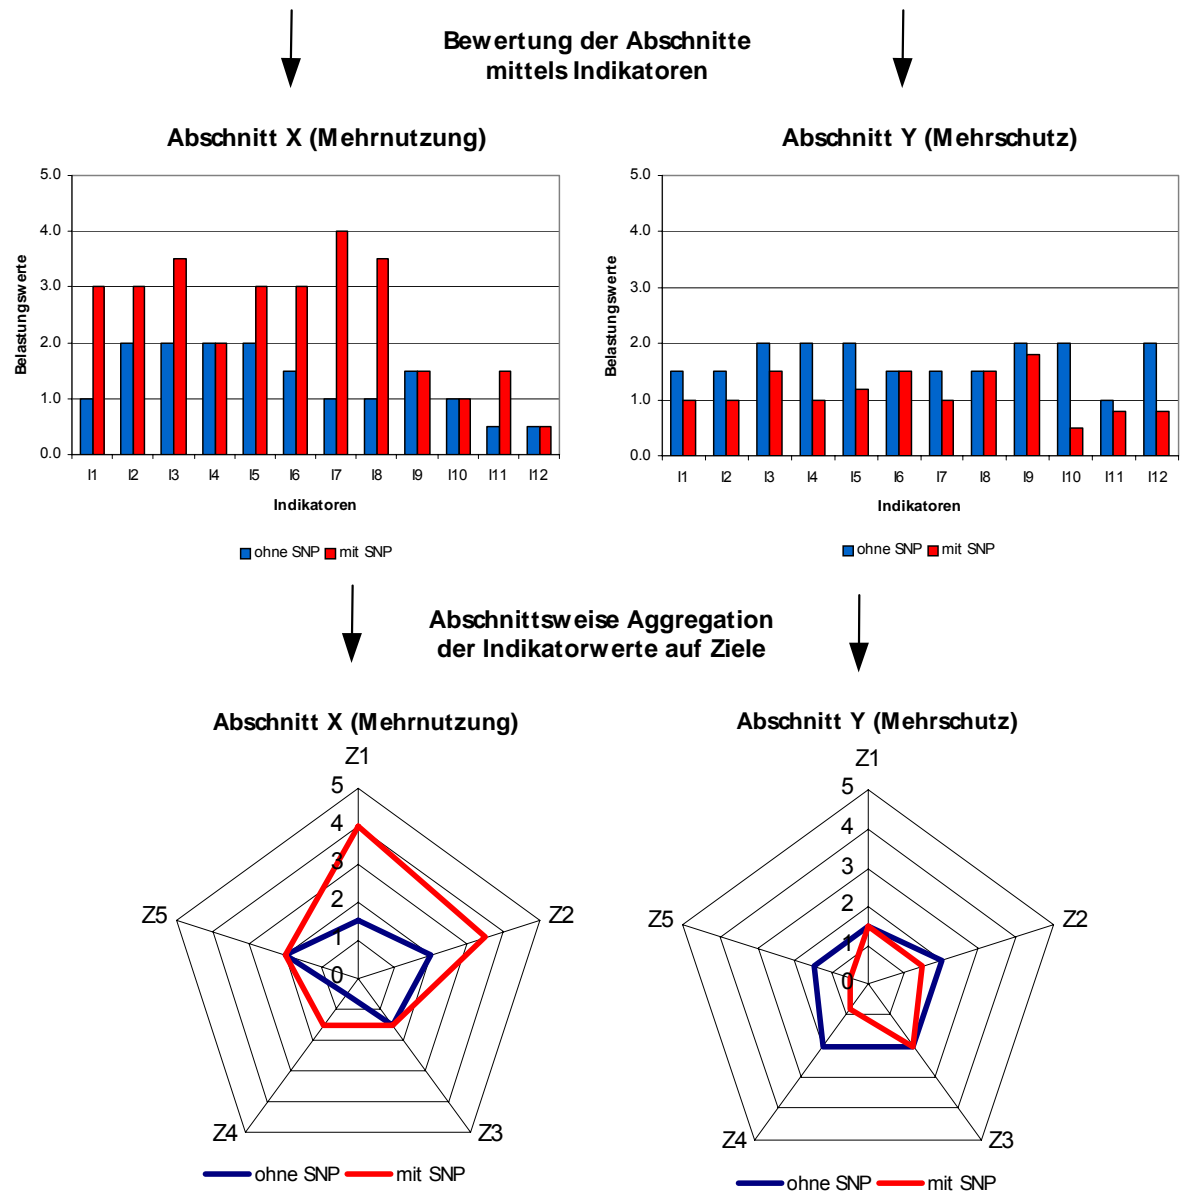 Bewertung der Abschnitte
mittels Indikatoren
Abschnitt X (Mehrnutzung)
5.0
4.0
3.0
2.0
1.0
0.0
Belastungswerte
I1 I2 I3 I4 I5 I6 I7 I8 I9 I10 I11 I12
Indikatoren
ohne SNP mit SNP
Abschnitt Y (Mehrschutz)
5.0
4.0
3.0
2.0
1.0
0.0
Belastungswerte
I1 I2 I3 I4 I5 I6 I7 I8 I9 I10 I11 I12
Indikatoren
ohne SNP mit SNP
Abschnittsweise Aggregation
der Indikatorwerte auf Ziele
Abschnitt X (Mehrnutzung)
Z1
5
4
3
2
1
0
Z5
Z2
Z4
Z3
ohne SNP mit SNP
Abschnitt Y (Mehrschutz)
Z1
5
4
3
2
1
0
Z5
Z2
Z4
Z3
ohne SNP mit SNP